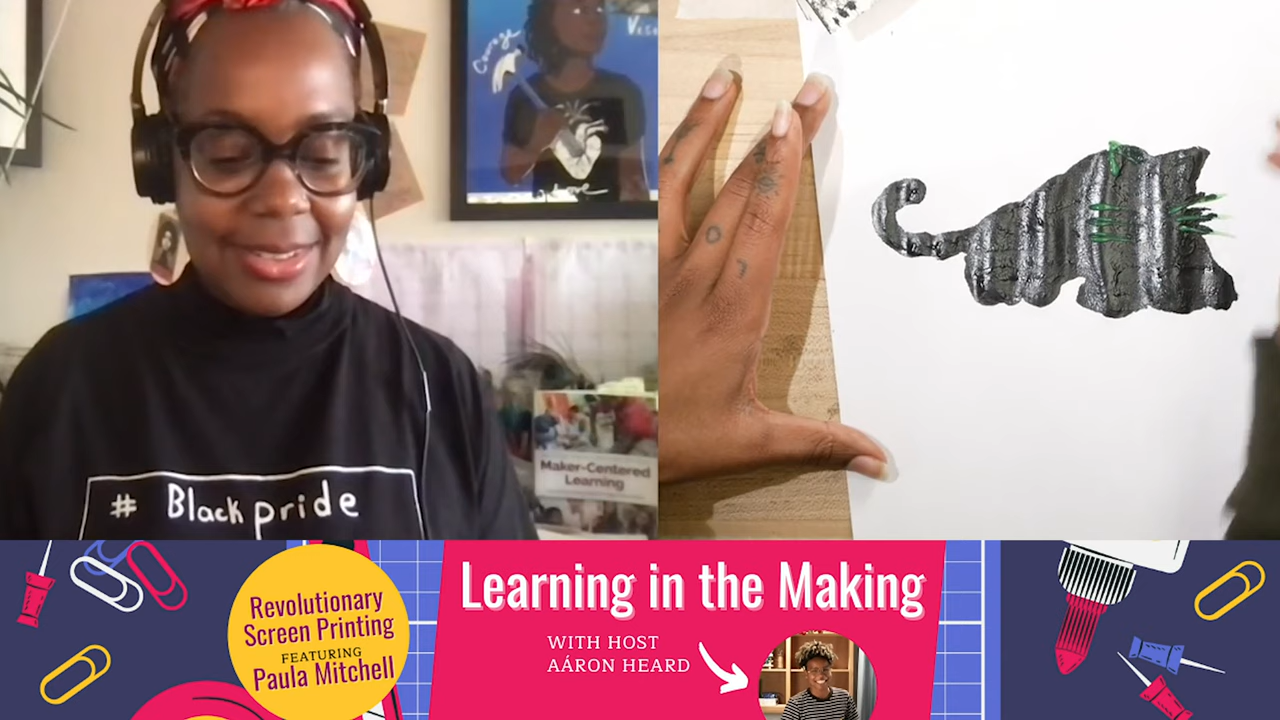 Courage
# Black pride
Maker-Centered
Learning
Revolutionary
Screen Printing
FEATURING
Paula Mitchell
Learning in the Making
WITH HOST
AÁRON HEARD